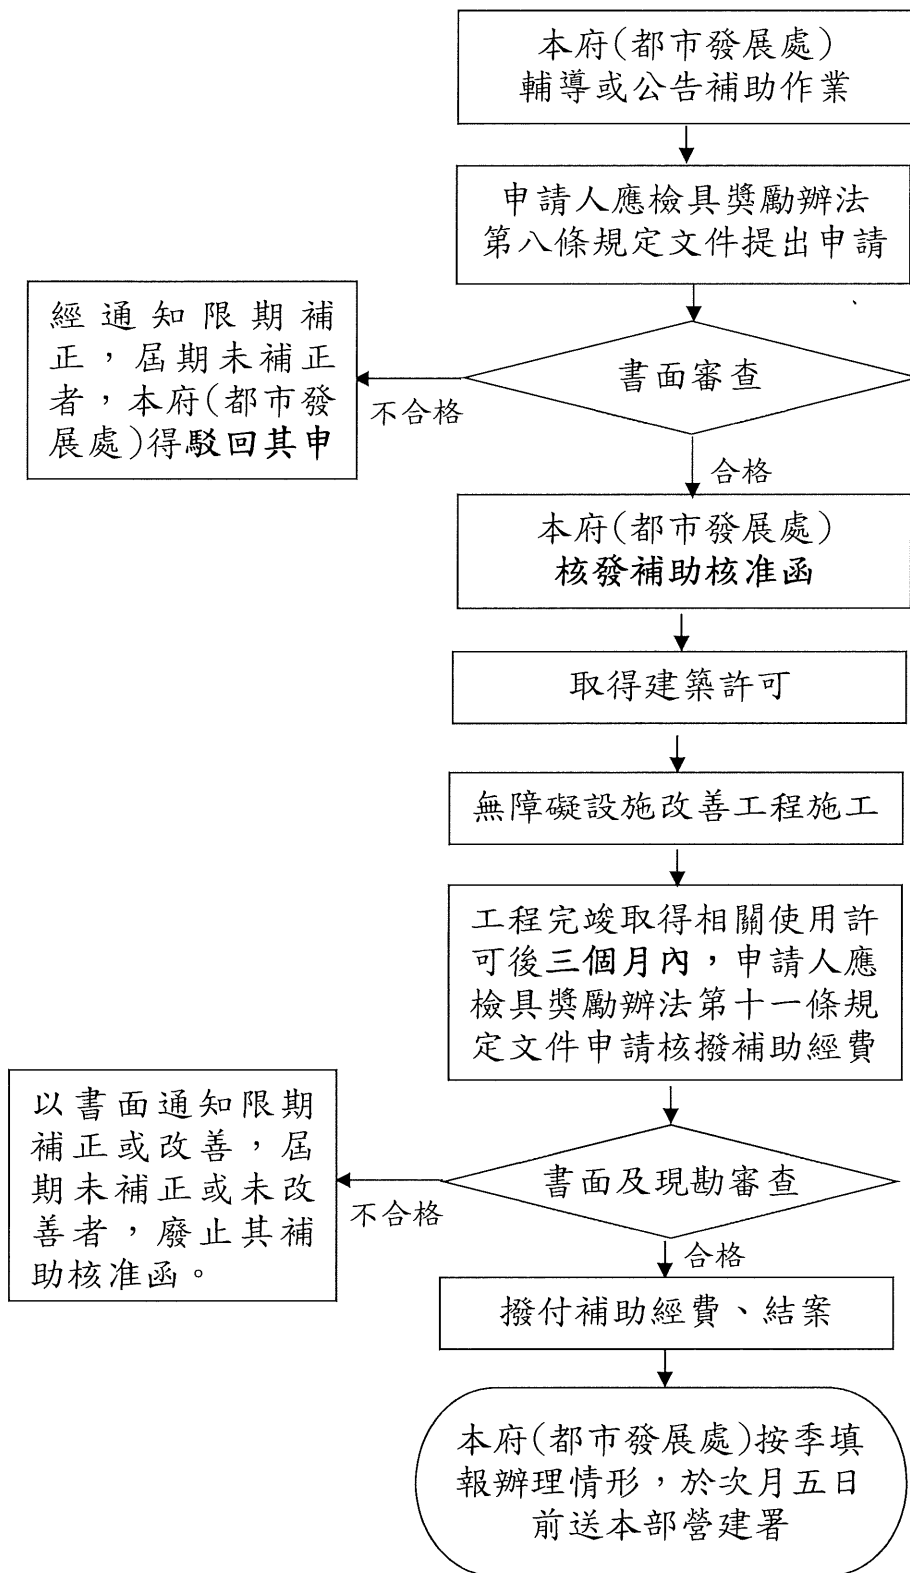 本府(都市發展處)
輔導或公告補助作業
申請人應檢具獎勵辦法
第八條規定文件提出申請
書面審查
不合格
經通知限期補
正，屆期未補正
者，本府(都市發
展處)得駁回其申
合格
本府(都市發展處)
核發補助核准函
取得建築許可
無障礙設施改善工程施工
工程完竣取得相關使用許
可後三個月內，申請人應
檢具獎勵辦法第十一條規
定文件申請核撥補助經費
書面及現勘審查
不合格
以書面通知限期
補正或改善，屆
期未補正或未改
善者，廢止其補
助核准函。
合格
撥付補助經費、結案
本府(都市發展處)按季填
報辦理情形，於次月五日
前送本部營建署